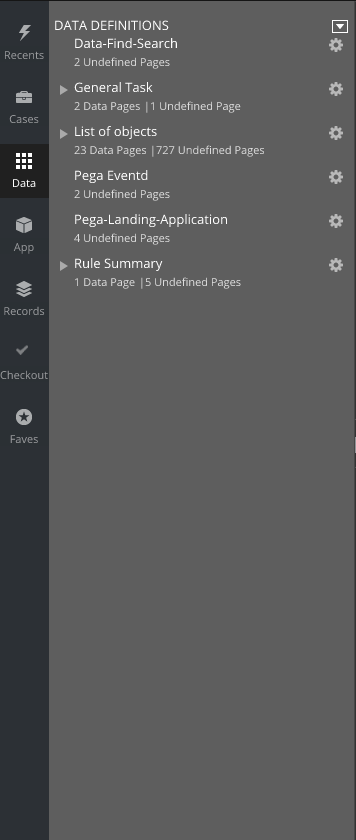 DATA DEFINITIONS
Data-Find-Search
2 Undefined Pages
General Task
2 Data Pages |1 Undefined Page
List of objects
23 Data Pages |727 Undefined Pages
Pega Eventd
2 Undefined Pages
Pega-Landing-Application
4 Undefined Pages
Rule Summary
1 Data Page |5 Undefined Pages
Recents
Cases
Data
App
Records
Checkout
Faves